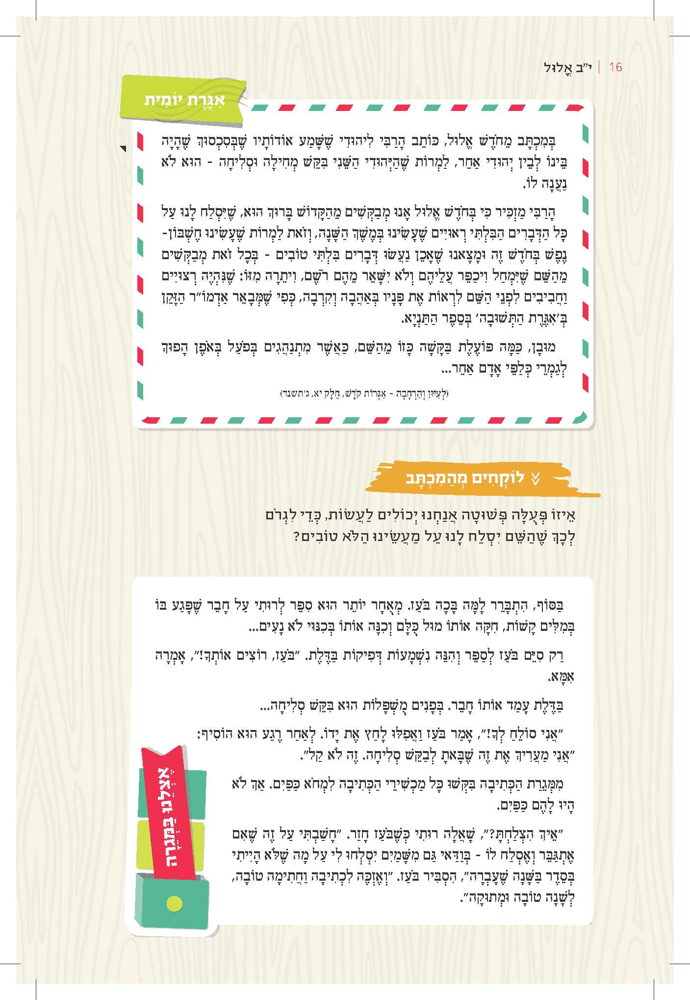 16 | י"ב אֱלוּל
אִגֶּרֶת יוֹמִית
בְּמִכְתָּב מֵחֹדֶשׁ אֱלוּל, כּוֹתֵב הָרַבִּי לִיהוּדִי שֶׁשָּׁמַע אוֹדוֹתָיו שֶׁבְּסִכְסוּךְ שֶׁהָיָה
בֵּינוֹ לְבֵין יְהוּדִי אַחֵר, לַמְרוֹת שֶׁהַיְּהוּדִי הַשֵּׁנִי בִּקֵּשׁ מְחִילָה וּסְלִיחָה - הוּא לֹא
נַעֲנָה לוֹ.
הָרַבִּי מַזְכִּיר כִּי בְּחֹדֶשׁ אֱלוּל אָנוּ מְבַקְּשִׁים מֵהַקָּדוֹשׁ בָּרוּךְ הוּא, שֶׁיִּסְלַח לָנוּ עַל
כָּל הַדְּבָרִים הַבִּלְתִּי רְאוּיִים שֶׁעָשִׂינוּ בְּמֶשֶׁךְ הַשָּׁנָה, וְזֹאת לַמְרוֹת שֶׁעָשִׂינוּ חֶשְׁבּוֹן-
נֶפֶשׁ בְּחֹדֶשׁ זֶה וּמָצָאנוּ שֶׁאָכֵן נַעֲשׂוּ דְּבָרִים בִּלְתִּי טוֹבִים - בְּכָל זֹאת מְבַקְּשִׁים
מֵהַשֵּׁם שֶׁיִּמְחַל וִיכַפֵּר עֲלֵיהֶם וְלֹא יִשָּׁאֵר מֵהֶם רֹשֶׁם, וִיתֵרָה מִזּוֹ: שֶׁנִּהְיֶה רְצוּיִים
וַחֲבִיבִים לִפְנֵי הַשֵּׁם לִרְאוֹת אֶת פָּנָיו בְּאַהֲבָה וְקִרְבָה, כְּפִי שֶׁמְּבָאֵר אַדְמוֹ"ר הַזָּקֵן
בְּ'אִגֶּרֶת הַתְּשׁוּבָה' בְּסֵפֶר הַתַּנְיָא.
מוּבָן, כַּמָּה פּוֹעֶלֶת בַּקָּשָׁה כָּזוֹ מֵהַשֵּׁם, כַּאֲשֶׁר מִתְנַהֲגִים בְּפֹעַל בְּאֹפֶן הָפוּךְ
לְגַמְרֵי כְּלַפֵּי אָדָם אַחֵר...
(לְעִיּוּן וְהַרְחָבָה - אִגְּרוֹת קֹדֶשׁ, חֵלֶק יא, ג'תשנד)
לוֹקְחִים מְהַמִכְתָּב
אֵיזוֹ פְּעֻלָּה פְּשׁוּטָה אֲנַחְנוּ יְכוֹלִים לַעֲשׂוֹת, כְּדֵי לִגְרֹם
לְכָךְ שֶׁהַשֵּׁם יִסְלַח לָנוּ עַל מַעֲשֵׂינוּ הַלֹּא טוֹבִים?
בַּסּוֹף, הִתְבָּרֵר לָמָּה בָּכָה בֹּעַז. מְאֻחָר יוֹתֵר הוּא סִפֵּר לְרוּתִי עַל חָבֵר שֶׁפָּגַע בּוֹ
בְּמִלִּים קָשׁוֹת, חִקָּה אוֹתוֹ מוּל כֻּלָּם וְכִנָּה אוֹתוֹ בְּכִנּוּי לֹא נָעִים...
רַק סִיֵּם בֹּעַז לְסַפֵּר וְהִנֵּה נִשְׁמָעוֹת דְּפִיקוֹת בַּדֶּלֶת. "בֹּעַז, רוֹצִים אוֹתְךָ!", אָמְרָה
אִמָּא.
בַּדֶּלֶת עָמַד אוֹתוֹ חָבֵר. בְּפָנִים מֻשְׁפָּלוֹת הוּא בִּקֵּשׁ סְלִיחָה...
"אֲנִי סוֹלֵחַ לְךָ!", אָמַר בֹּעַז וַאֲפִלּוּ לָחַץ אֶת יָדוֹ. לְאַחַר רֶגַע הוּא הוֹסִיף:
"אֲנִי מַעֲרִיךְ אֶת זֶה שֶׁבָּאתָ לְבַקֵּשׁ סְלִיחָה. זֶה לֹא קַל".
מִמִּגֶּרֶת הַכְּתִיבָה בִּקְּשׁוּ כָּל מַכְשִׁירֵי הַכְּתִיבָה לִמְחֹא כַּפַּיִם. אַךְ לֹא
הָיוּ לָהֶם כַּפַּיִם.
"אֵיךְ הִצְלַחְתָּ?", שָׁאֲלָה רוּתִי כְּשֶׁבֹּעַז חָזַר. "חָשַׁבְתִּי עַל זֶה שֶׁאִם
אֶתְגַּבֵּר וְאֶסְלַח לוֹ - בְּוַדַּאי גַּם מִשָּׁמַיִם יִסְלְחוּ לִי עַל מָה שֶׁלֹּא הָיִיתִי
בְּסֵדֶר בַּשָּׁנָה שֶׁעָבְרָה", הִסְבִּיר בֹּעַז. "וְאֶזְכֶּה לִכְתִיבָה וַחֲתִימָה טוֹבָה,
לְשָׁנָה טוֹבָה וּמְתוּקָה".
אֶצְלֵנוּ בַּמְּגֵרָה